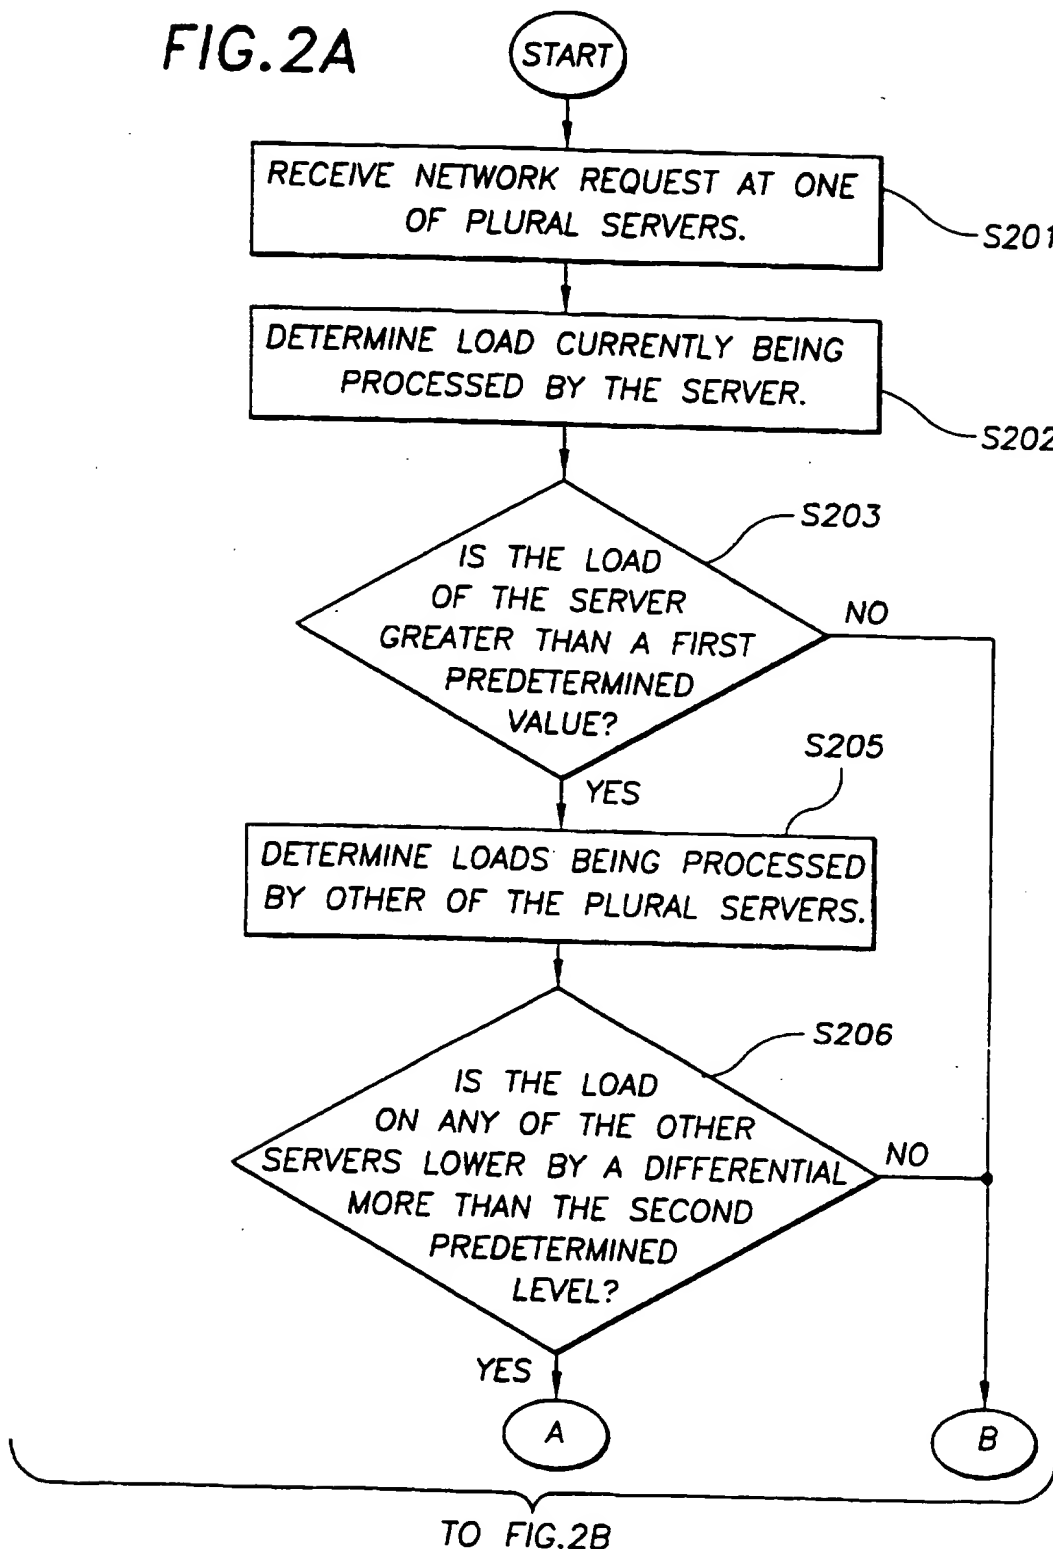 FIG.2A
START
RECEIVE NETWORK REQUEST AT ONE
OF PLURAL SERVERS.
S201
DETERMINE LOAD CURRENTLY BEING
PROCESSED BY THE SERVER.
S202
S203
IS THE LOAD
OF THE SERVER
GREATER THAN A FIRST
PREDETERMINED
VALUE?
NO
YES
S205
DETERMINE LOADS BEING PROCESSED
BY OTHER OF THE PLURAL SERVERS.
S206
IS THE LOAD
ON ANY OF THE OTHER
SERVERS LOWER BY A DIFFERENTIAL
MORE THAN THE SECOND
PREDETERMINED
LEVEL?
NO
YES
A
B
TO FIG.2B